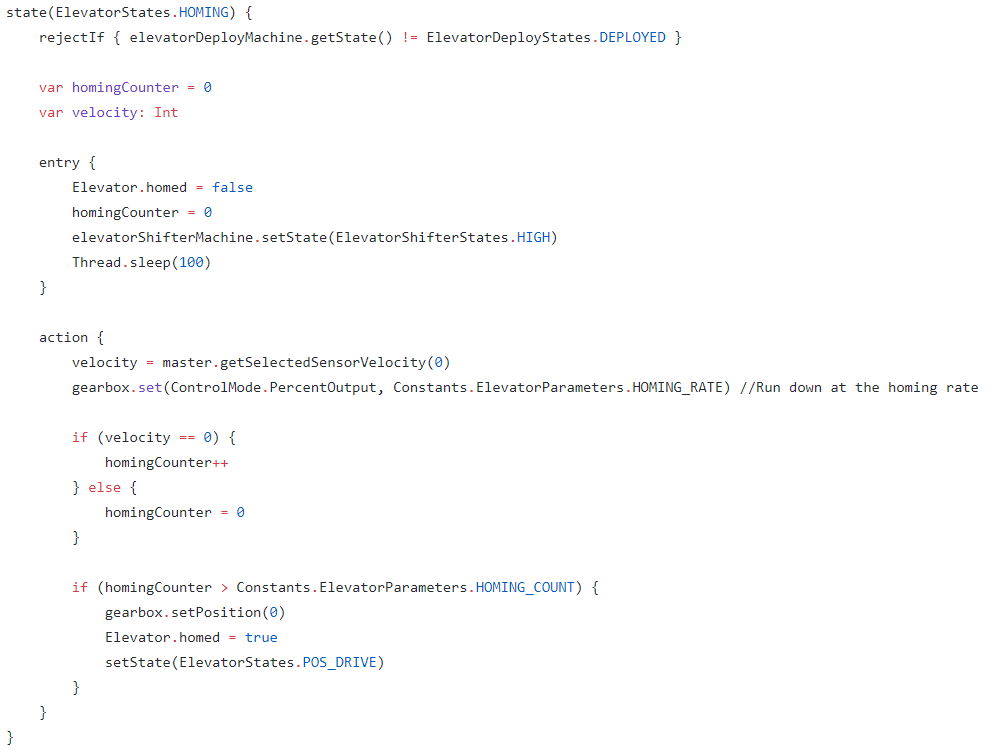 state(ElevatorStates.HOMING) {
    rejectIf { elevatorDeployMachine.getState() != ElevatorDeployStates.DEPLOYED }

    var homingCounter = 0
    var velocity: Int

    entry {
        Elevator.homed = false
        homingCounter = 0
        elevatorShifterMachine.setState(ElevatorShifterStates.HIGH)
        Thread.sleep(100)
    }

    action {
        velocity = master.getSelectedSensorVelocity(0)
        gearbox.set(ControlMode.PercentOutput, Constants.ElevatorParameters.HOMING_RATE) //Run down at the homing rate

        if (velocity == 0) {
            homingCounter++
        } else {
            homingCounter = 0
        }

        if (homingCounter > Constants.ElevatorParameters.HOMING_COUNT) {
            gearbox.setPosition(0)
            Elevator.homed = true
            setState(ElevatorStates.POS_DRIVE)
        }
    }
}